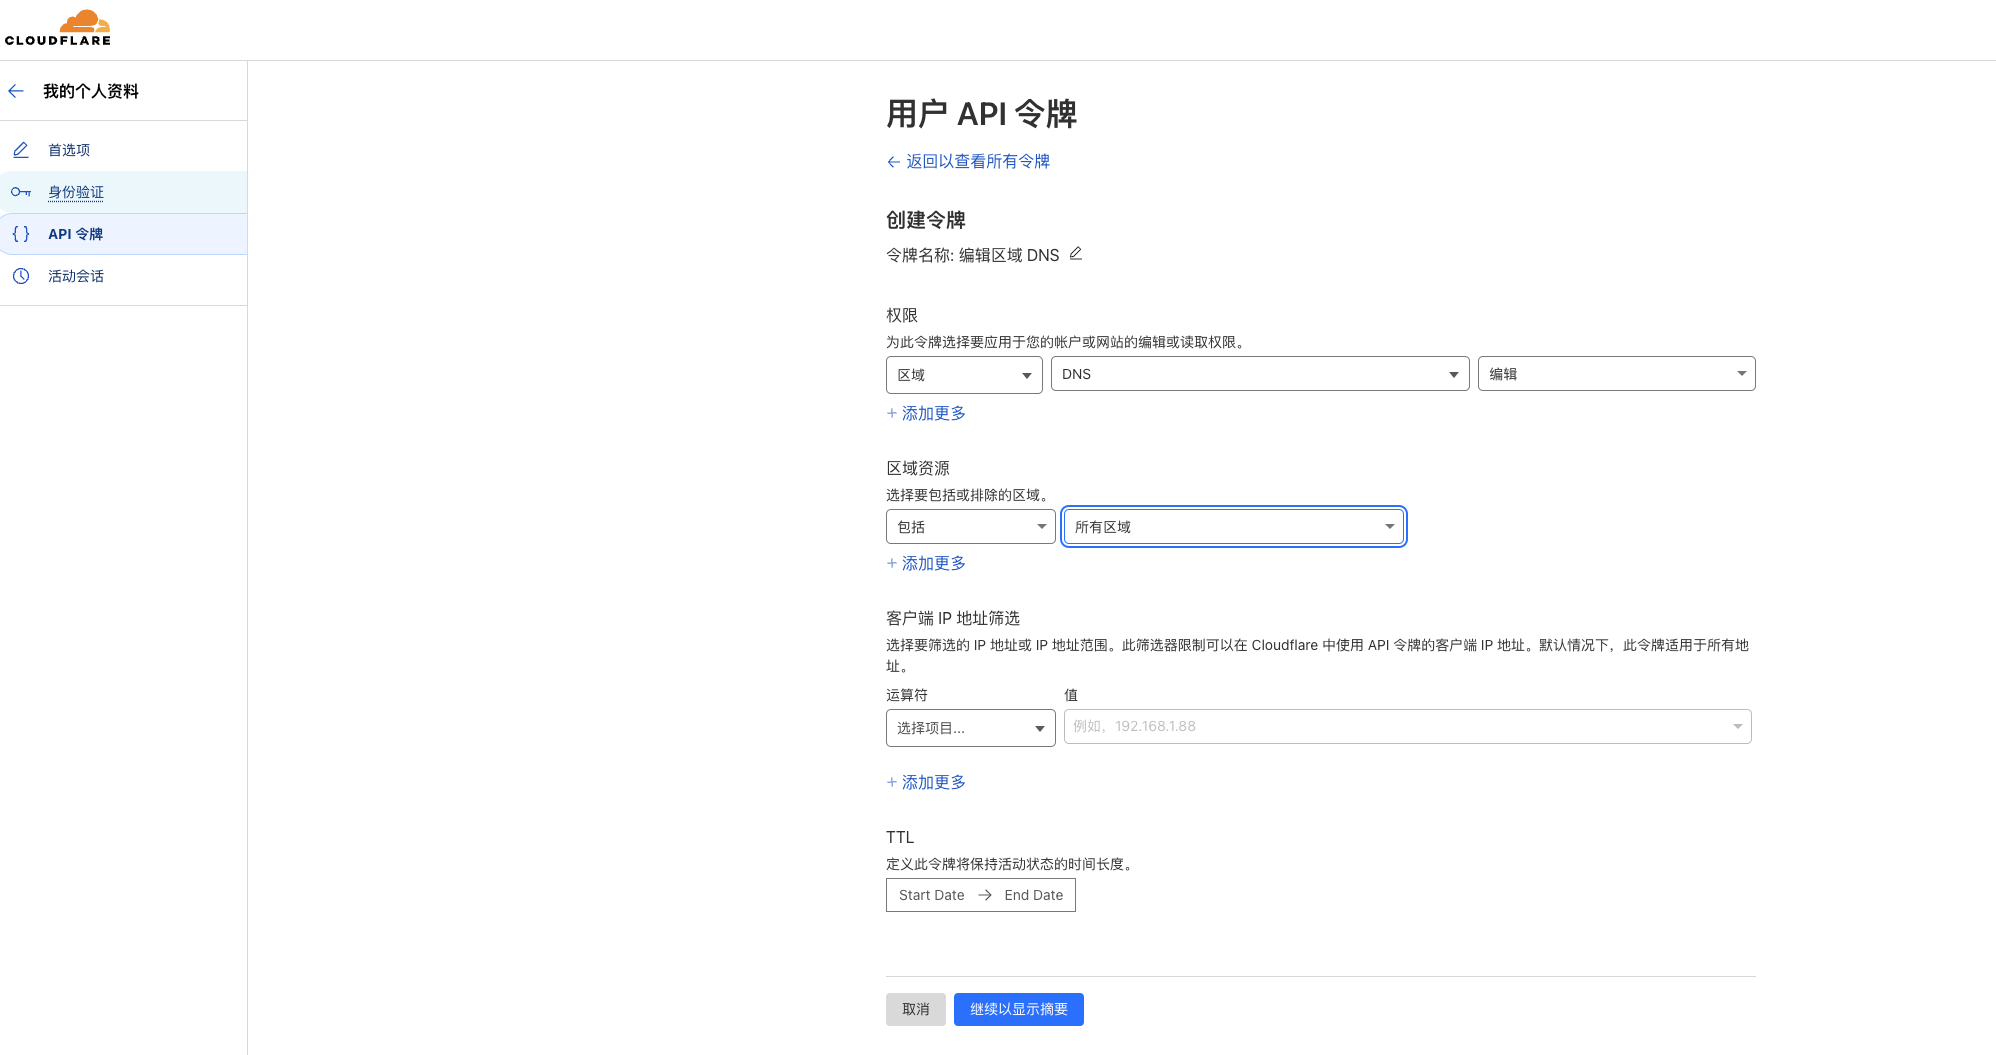 CLOUDFLARE
我的个人资料
首选项
身份验证
API 令牌
活动会话
用户 API 令牌
← 返回以查看所有令牌
创建令牌
令牌名称: 编辑区域 DNS
权限
为此令牌选择要应用于您的帐户或网站的编辑或读取权限。
区域 DNS 编辑
+ 添加更多
区域资源
选择要包括或排除的区域。
包括 所有区域
+ 添加更多
客户端 IP 地址筛选
选择要筛选的 IP 地址或 IP 地址范围。此筛选器限制可以在 Cloudflare 中使用 API 令牌的客户端 IP 地址。默认情况下，此令牌适用于所有地
址。
运算符 值
选择项目... 例如，192.168.1.88
+ 添加更多
TTL
定义此令牌将保持活动状态的时间长度。
Start Date → End Date
取消 继续以显示摘要